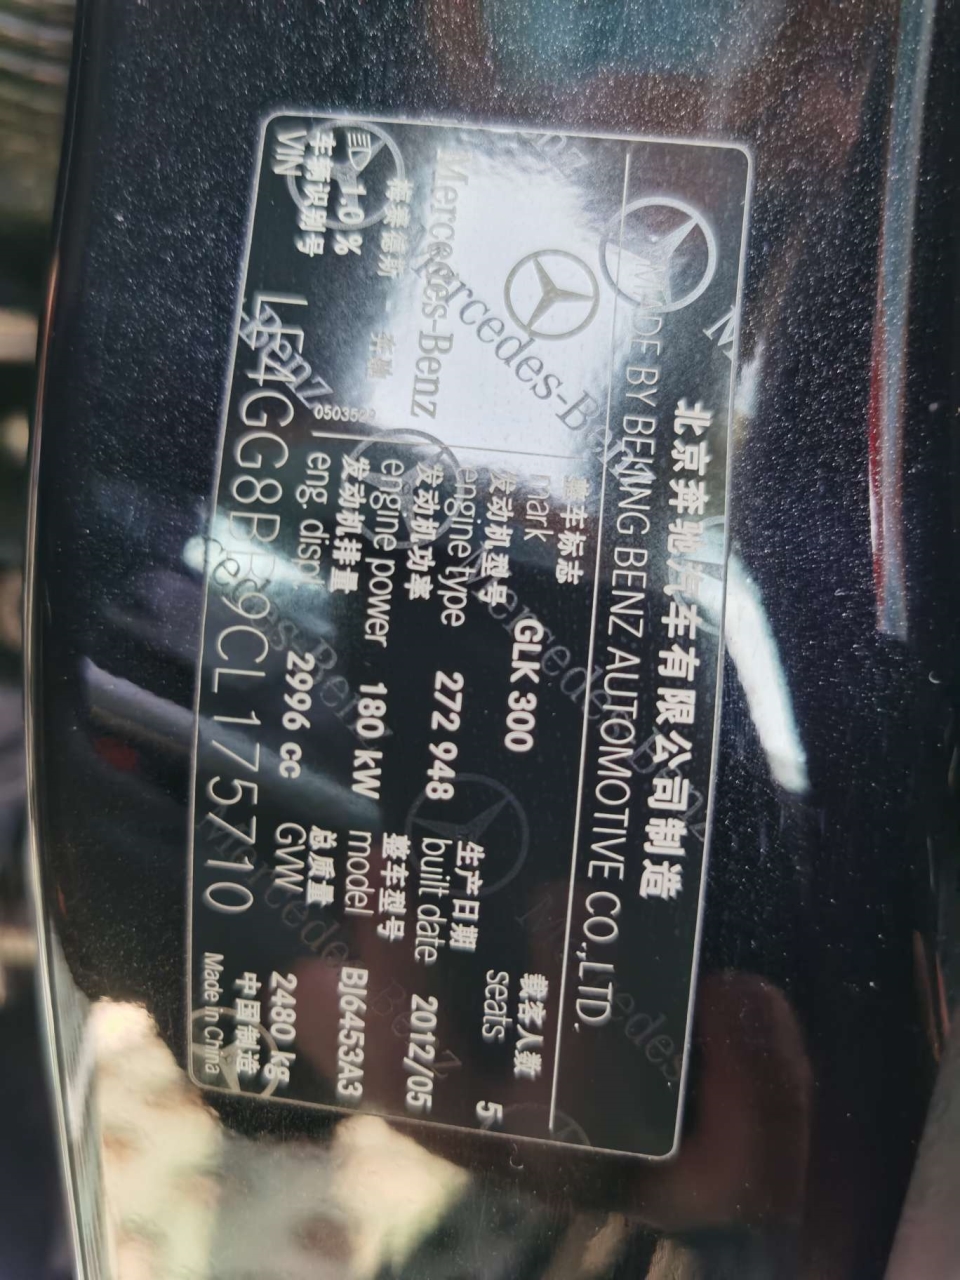 北京奔驰汽车有限公司制造
MADE BY BEIJING BENZ AUTOMOTIVE CO.,LTD.
Mercedes-Benz
梅赛德斯 奔驰
1.0 %
整车标志 mark
载客人数 seats 5
发动机型号 engine type GLK 300
272 948
生产日期 built date 2012/05
发动机功率 engine power 180 kW
整车型号 model BJ6453A3
发动机排量 eng. displ. 2996 cc
总质量 GVW 2480 kg
车辆识别号 VIN LE4GG8BB9CL175710
中国制造
Made in China